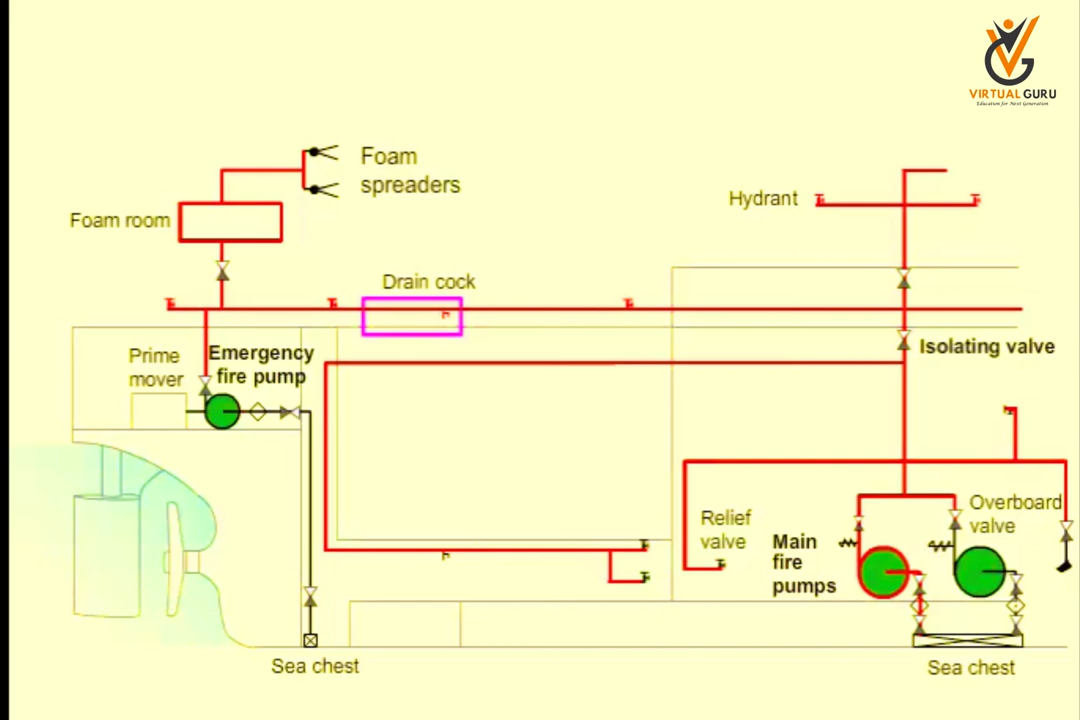 VIRTUAL GURU
Education for Next Generation
Foam
spreaders
Foam room
Hydrant
Drain cock
Prime
mover
Emergency
fire pump
Isolating valve
Relief
valve
Main
fire
pumps
Overboard
valve
Sea chest
Sea chest